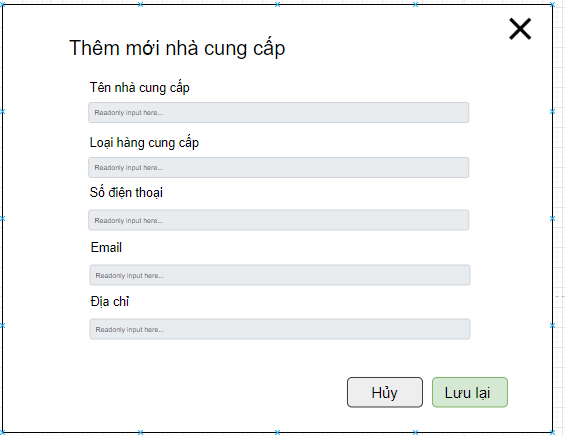 Thêm mới nhà cung cấp
Tên nhà cung cấp
Readonly input here...
Loại hàng cung cấp
Readonly input here...
Số điện thoại
Readonly input here...
Email
Readonly input here...
Địa chỉ
Readonly input here...
Hủy
Lưu lại